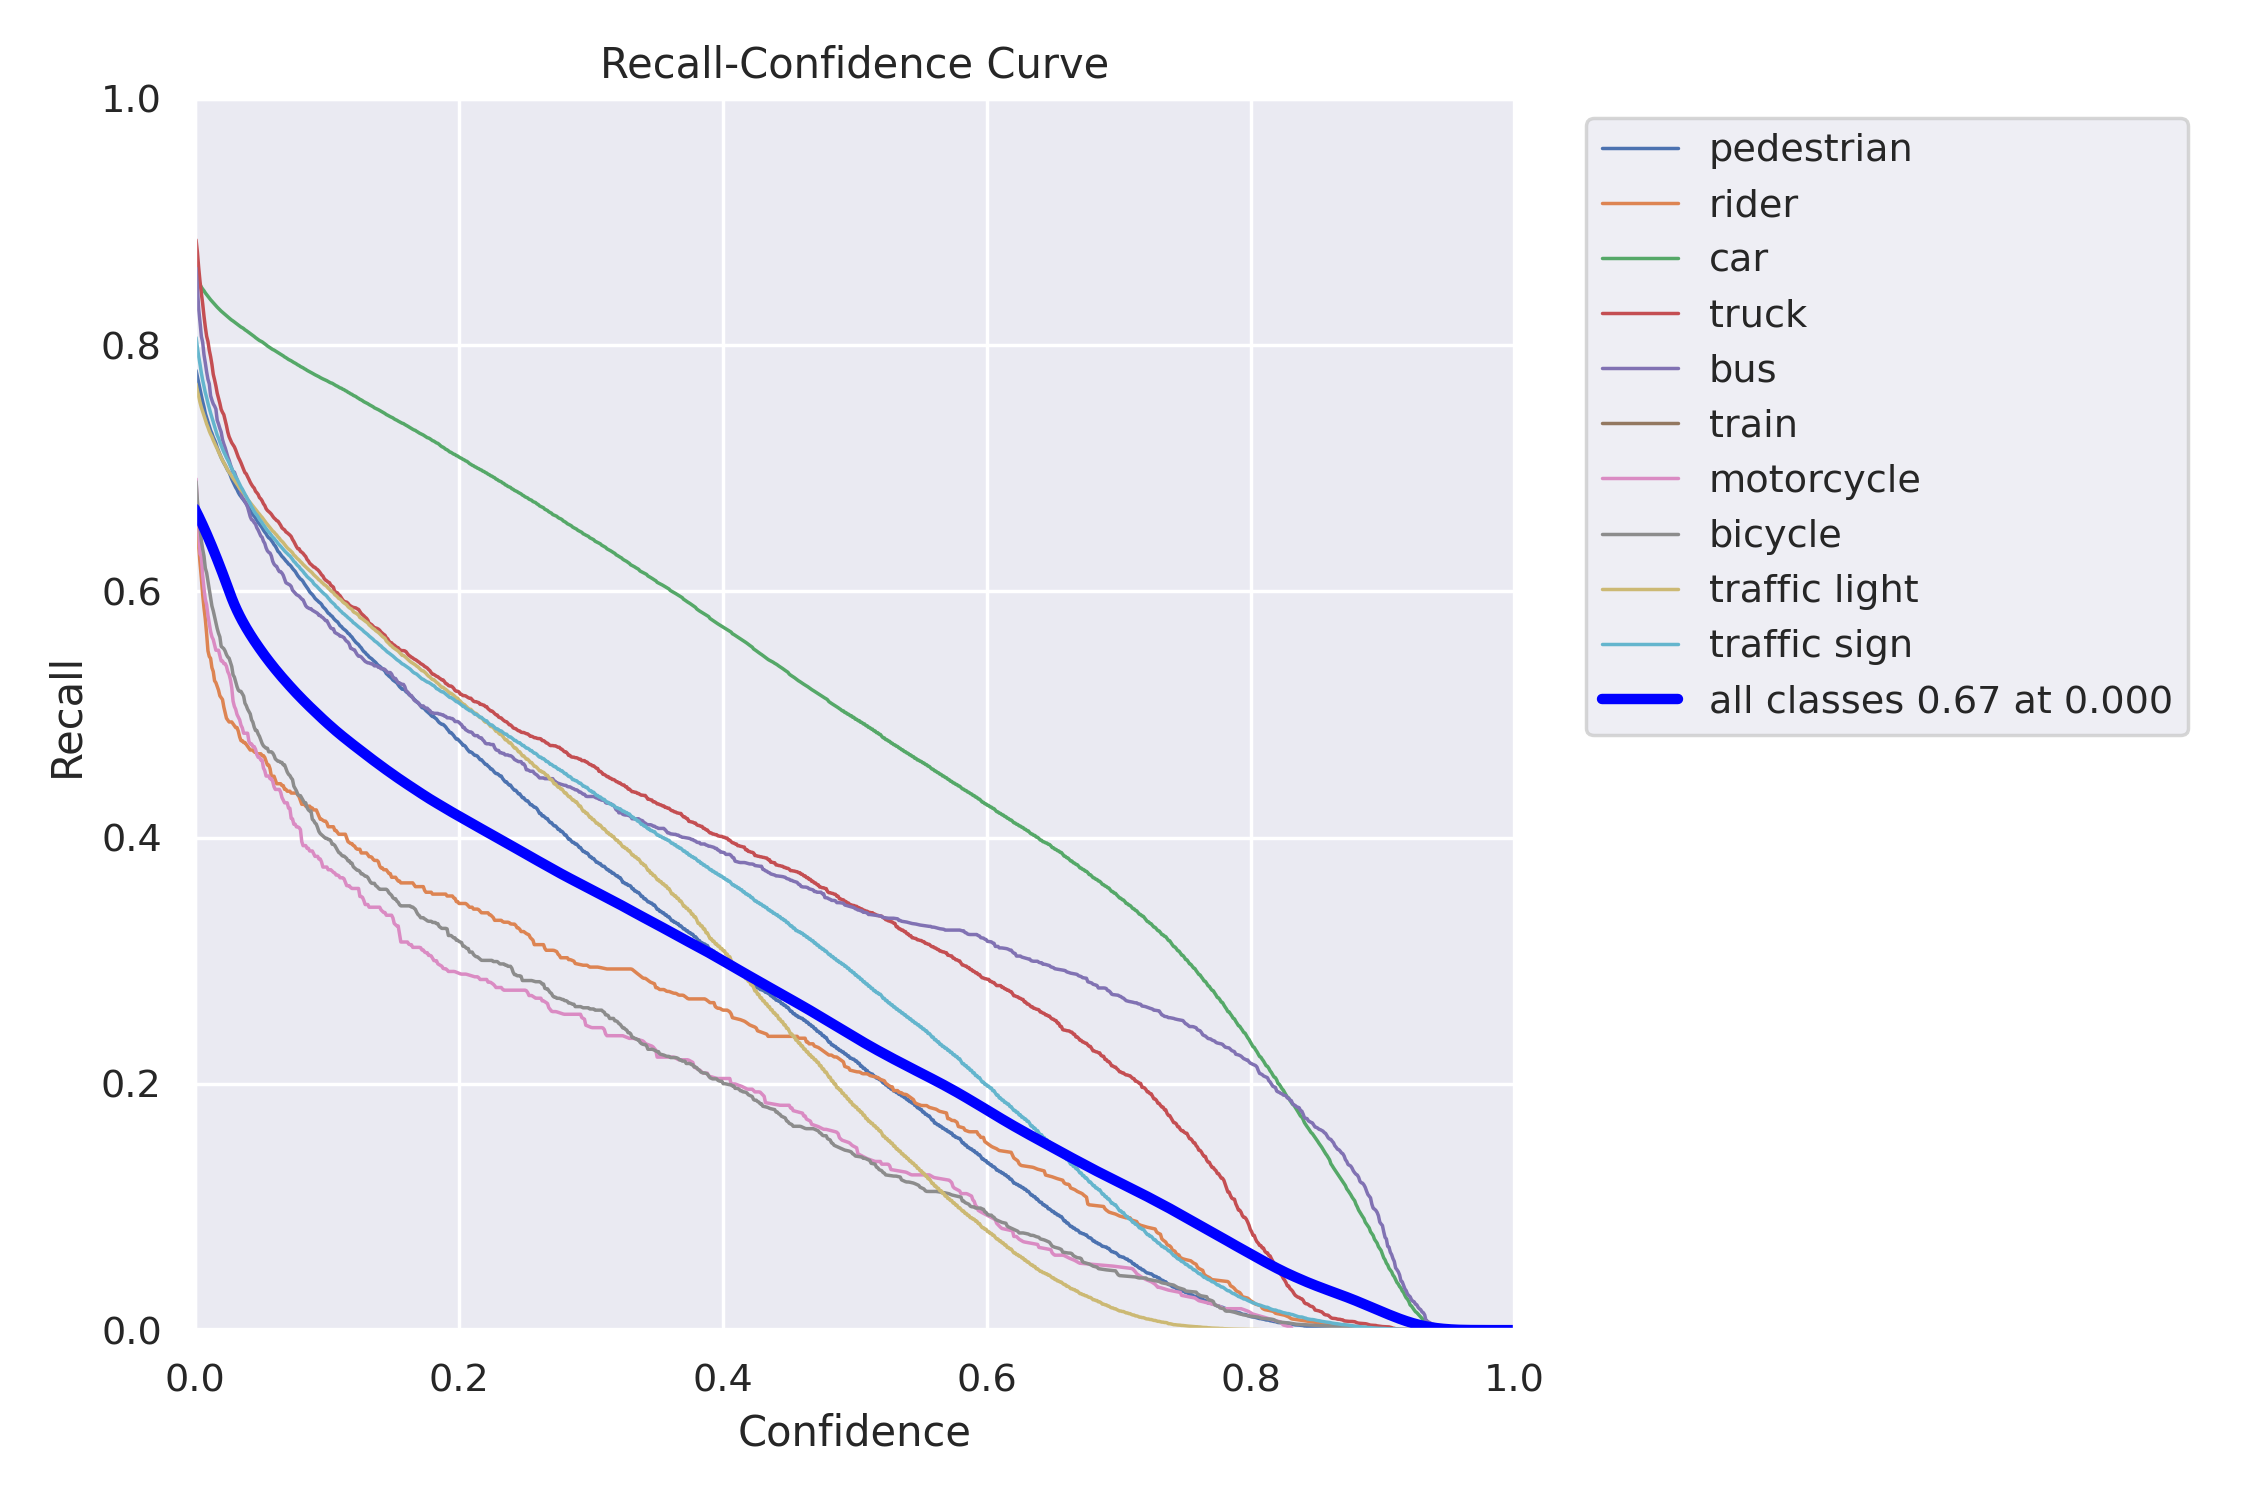 Recall-Confidence Curve
1.0
0.8
0.6
0.4
0.2
0.0
Recall
0.0 0.2 0.4 0.6 0.8 1.0
Confidence
pedestrian
rider
car
truck
bus
train
motorcycle
bicycle
traffic light
traffic sign
all classes 0.67 at 0.000